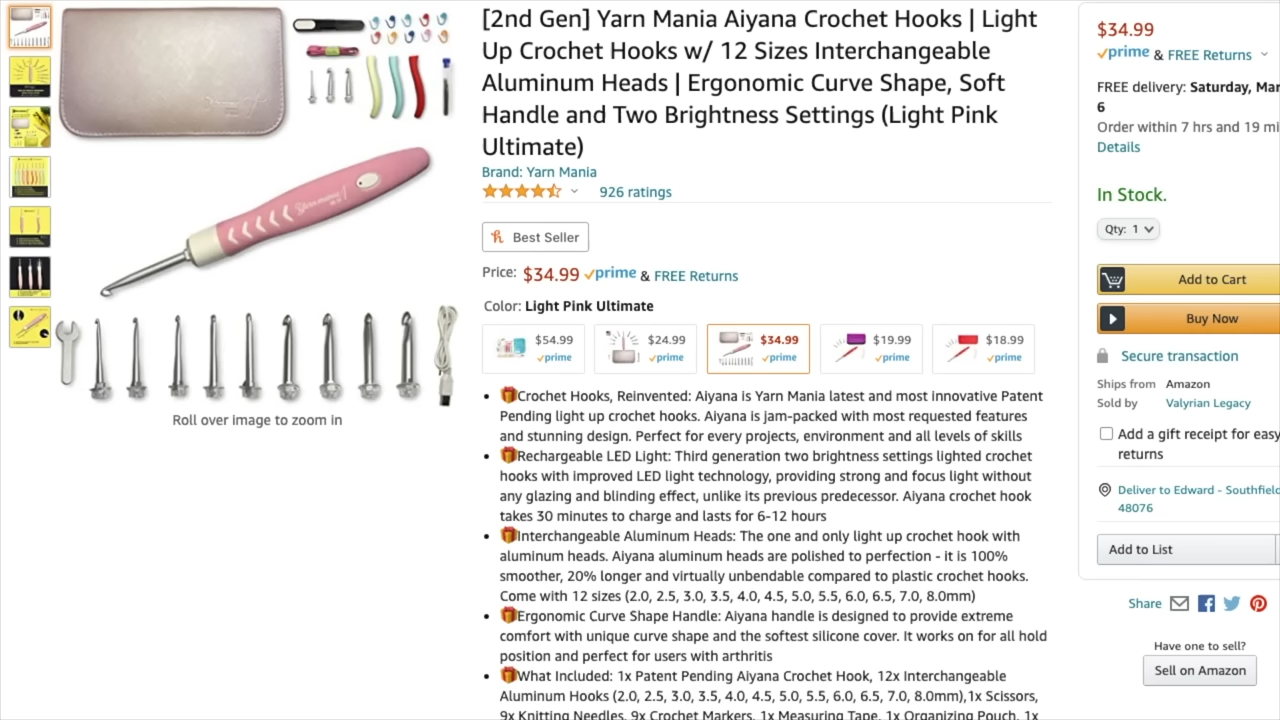 [2nd Gen] Yarn Mania Aiyana Crochet Hooks | Light
Up Crochet Hooks w/ 12 Sizes Interchangeable
Aluminum Heads | Ergonomic Curve Shape, Soft
Handle and Two Brightness Settings (Light Pink
Ultimate)
Brand: Yarn Mania
926 ratings
Best Seller
Price: $34.99 prime & FREE Returns
Color: Light Pink Ultimate
$54.99 prime
$24.99 prime
$34.99 prime
$19.99 prime
$18.99 prime
• 🎁Crochet Hooks, Reinvented: Aiyana is Yarn Mania latest and most innovative Patent
Pending light up crochet hooks. Aiyana is jam-packed with most requested features
and stunning design. Perfect for every projects, environment and all levels of skills
• 🎁Rechargeable LED Light: Third generation two brightness settings lighted crochet
hooks with improved LED light technology, providing strong and focus light without
any glazing and blinding effect, unlike its previous predecessor. Aiyana crochet hook
takes 30 minutes to charge and lasts for 6-12 hours
• 🎁Interchangeable Aluminum Heads: The one and only light up crochet hook with
aluminum heads. Aiyana aluminum heads are polished to perfection - it is 100%
smoother, 20% longer and virtually unbendable compared to plastic crochet hooks.
Come with 12 sizes (2.0, 2.5, 3.0, 3.5, 4.0, 4.5, 5.0, 5.5, 6.0, 6.5, 7.0, 8.0mm)
• 🎁Ergonomic Curve Shape Handle: Aiyana handle is designed to provide extreme
comfort with unique curve shape and the softest silicone cover. It works on for all hold
position and perfect for users with arthritis
• 🎁What Included: 1x Patent Pending Aiyana Crochet Hook, 12x Interchangeable
Aluminum Hooks (2.0, 2.5, 3.0, 3.5, 4.0, 4.5, 5.0, 5.5, 6.0, 6.5, 7.0, 8.0mm),1x Scissors,
9x Knitting Needles, 9x Crochet Markers, 1x Measuring Tape, 1x Organizing Pouch, 1x
Roll over image to zoom in
$34.99
prime & FREE Returns
FREE delivery: Saturday, Mar
6
Order within 7 hrs and 19 mi
Details
In Stock.
Qty: 1
Add to Cart
Buy Now
Secure transaction
Ships from Amazon
Sold by Valyrian Legacy
Add a gift receipt for easy
returns
Deliver to Edward - Southfield
48076
Add to List
Share
Have one to sell?
Sell on Amazon